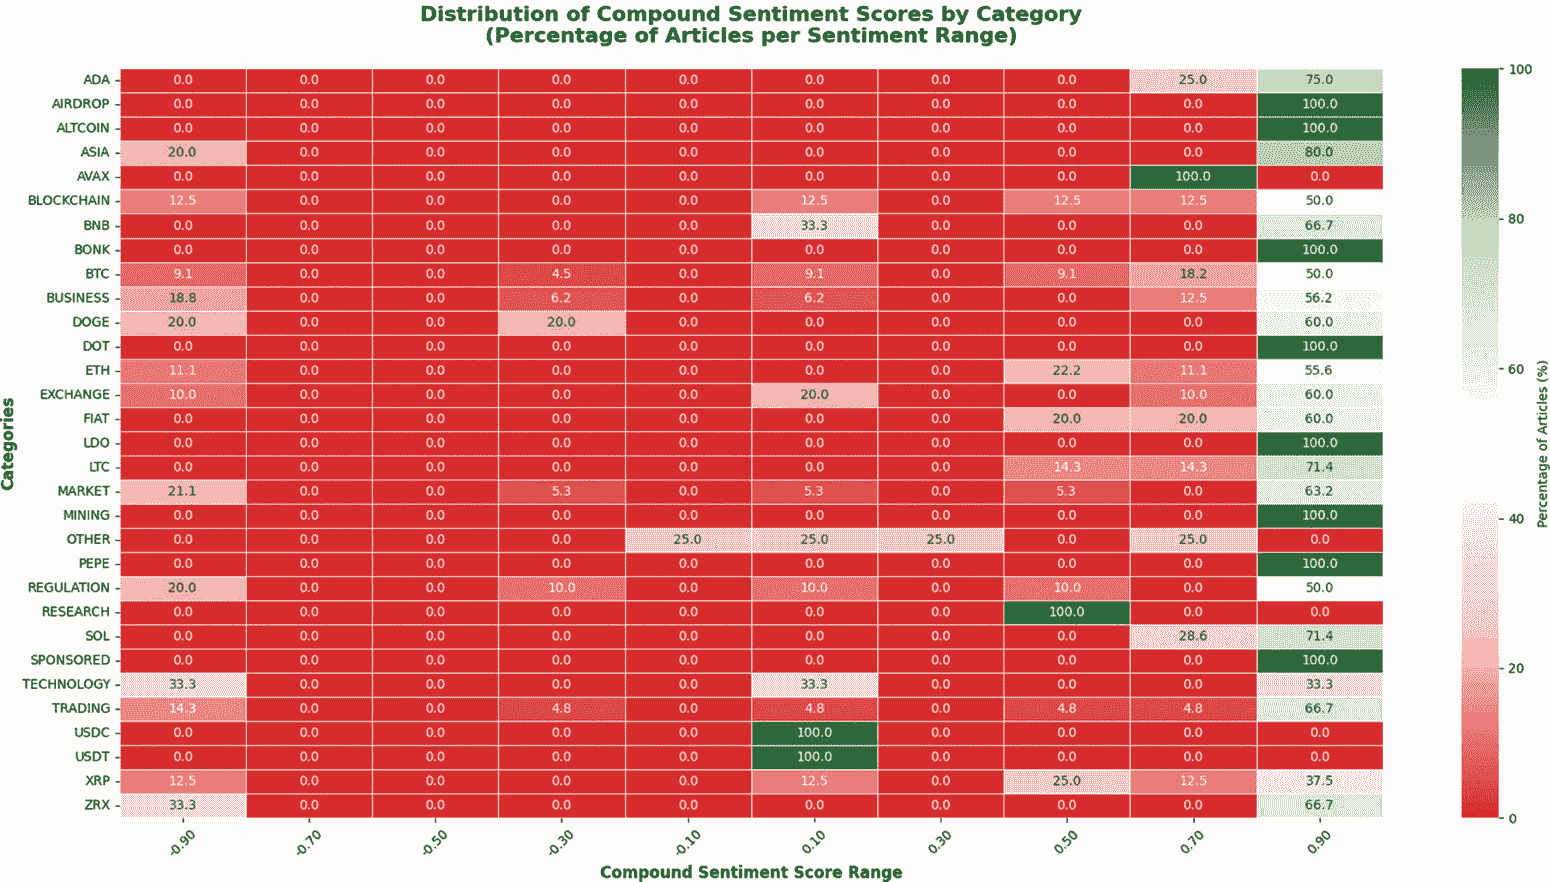 Distribution of Compound Sentiment Scores by Category
(Percentage of Articles per Sentiment Range)
Categories
ADA 0.0 0.0 0.0 0.0 0.0 0.0 0.0 0.0 25.0 75.0
AIRDROP 0.0 0.0 0.0 0.0 0.0 0.0 0.0 0.0 0.0 100.0
ALTCOIN 0.0 0.0 0.0 0.0 0.0 0.0 0.0 0.0 0.0 100.0
ASIA 20.0 0.0 0.0 0.0 0.0 0.0 0.0 0.0 0.0 80.0
AVAX 0.0 0.0 0.0 0.0 0.0 0.0 0.0 0.0 100.0 0.0
BLOCKCHAIN 12.5 0.0 0.0 0.0 0.0 12.5 0.0 12.5 12.5 50.0
BNB 0.0 0.0 0.0 0.0 0.0 33.3 0.0 0.0 0.0 66.7
BONK 0.0 0.0 0.0 0.0 0.0 0.0 0.0 0.0 0.0 100.0
BTC 9.1 0.0 0.0 4.5 0.0 9.1 0.0 9.1 18.2 50.0
BUSINESS 18.8 0.0 0.0 6.2 0.0 6.2 0.0 0.0 12.5 56.2
DOGE 20.0 0.0 0.0 20.0 0.0 0.0 0.0 0.0 0.0 60.0
DOT 0.0 0.0 0.0 0.0 0.0 0.0 0.0 0.0 0.0 100.0
ETH 11.1 0.0 0.0 0.0 0.0 0.0 0.0 22.2 11.1 55.6
EXCHANGE 10.0 0.0 0.0 0.0 0.0 20.0 0.0 0.0 10.0 60.0
FIAT 0.0 0.0 0.0 0.0 0.0 0.0 0.0 20.0 20.0 60.0
LDO 0.0 0.0 0.0 0.0 0.0 0.0 0.0 0.0 0.0 100.0
LTC 0.0 0.0 0.0 0.0 0.0 0.0 0.0 14.3 14.3 71.4
MARKET 21.1 0.0 0.0 5.3 0.0 5.3 0.0 5.3 0.0 63.2
MINING 0.0 0.0 0.0 0.0 0.0 0.0 0.0 0.0 0.0 100.0
OTHER 0.0 0.0 0.0 0.0 25.0 25.0 25.0 0.0 25.0 0.0
PEPE 0.0 0.0 0.0 0.0 0.0 0.0 0.0 0.0 0.0 100.0
REGULATION 20.0 0.0 0.0 10.0 0.0 10.0 0.0 10.0 0.0 50.0
RESEARCH 0.0 0.0 0.0 0.0 0.0 0.0 0.0 100.0 0.0 0.0
SOL 0.0 0.0 0.0 0.0 0.0 0.0 0.0 0.0 28.6 71.4
SPONSORED 0.0 0.0 0.0 0.0 0.0 0.0 0.0 0.0 0.0 100.0
TECHNOLOGY 33.3 0.0 0.0 0.0 0.0 33.3 0.0 0.0 0.0 33.3
TRADING 14.3 0.0 0.0 4.8 0.0 4.8 0.0 4.8 4.8 66.7
USDC 0.0 0.0 0.0 0.0 0.0 100.0 0.0 0.0 0.0 0.0
USDT 0.0 0.0 0.0 0.0 0.0 100.0 0.0 0.0 0.0 0.0
XRP 12.5 0.0 0.0 0.0 0.0 12.5 0.0 25.0 12.5 37.5
ZRX 33.3 0.0 0.0 0.0 0.0 0.0 0.0 0.0 0.0 66.7
-0.90 -0.70 -0.50 -0.30 -0.10 0.10 0.30 0.50 0.70 0.90
Compound Sentiment Score Range
100
80
60
40
20
0
Percentage of Articles (%)